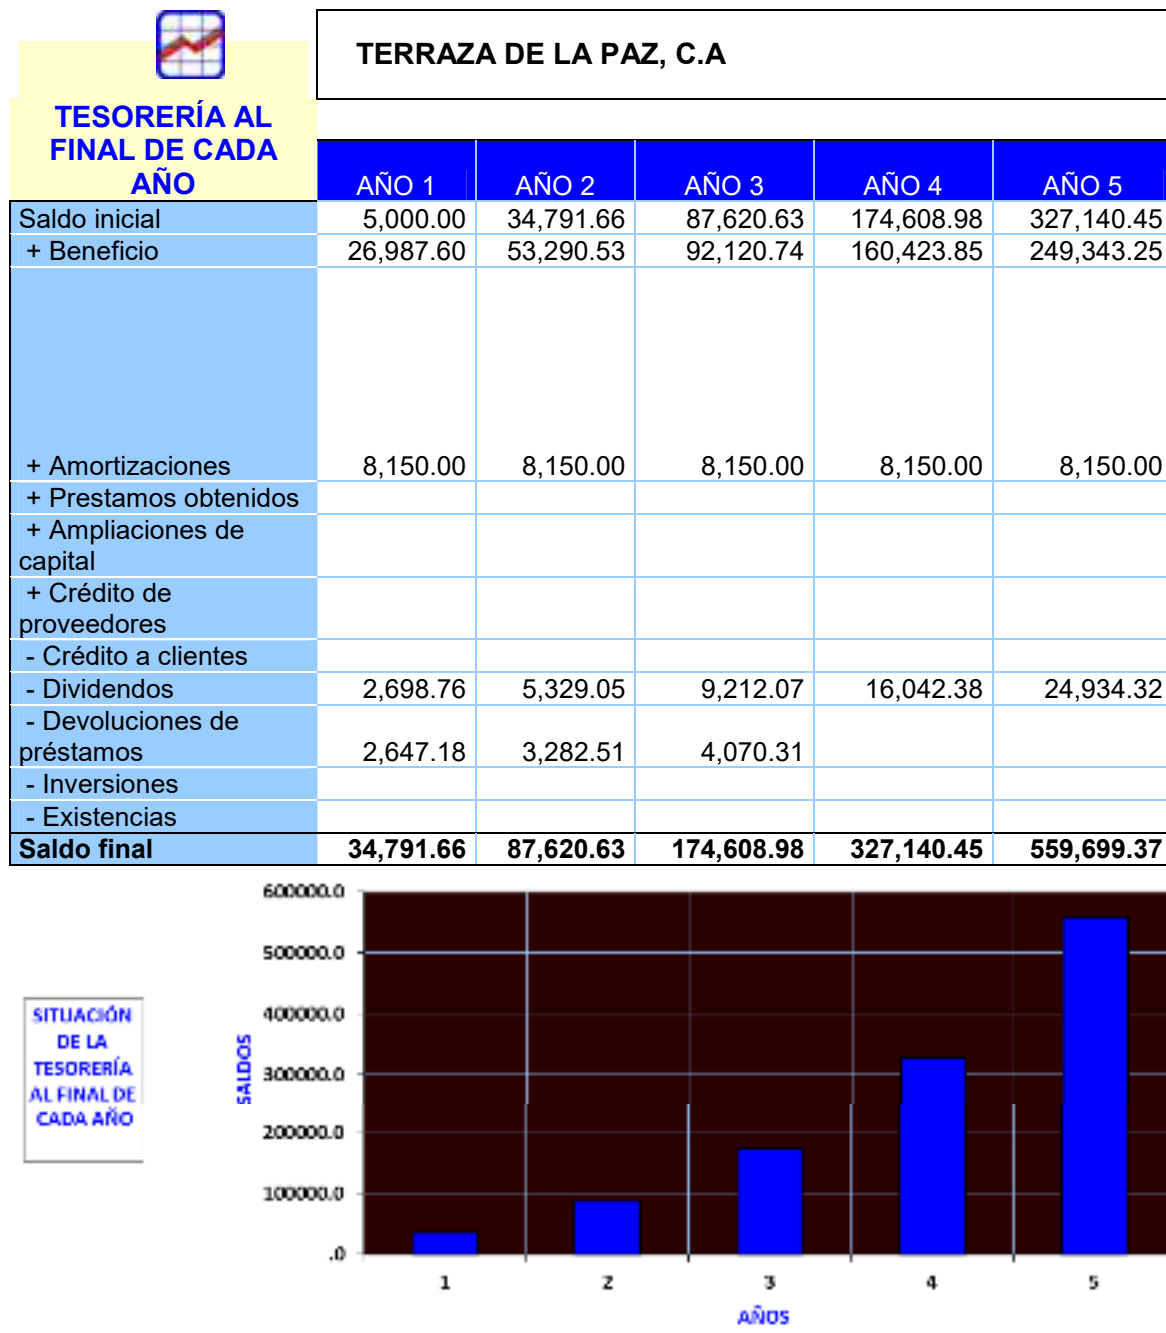 TERRAZA DE LA PAZ, C.A
TESORERÍA AL
FINAL DE CADA
AÑO
AÑO 1 AÑO 2 AÑO 3 AÑO 4 AÑO 5
Saldo inicial 5,000.00 34,791.66 87,620.63 174,608.98 327,140.45
+ Beneficio 26,987.60 53,290.53 92,120.74 160,423.85 249,343.25
+ Amortizaciones 8,150.00 8,150.00 8,150.00 8,150.00 8,150.00
+ Prestamos obtenidos
+ Ampliaciones de
capital
+ Crédito de
proveedores
- Crédito a clientes
- Dividendos 2,698.76 5,329.05 9,212.07 16,042.38 24,934.32
- Devoluciones de
préstamos 2,647.18 3,282.51 4,070.31
- Inversiones
- Existencias
Saldo final 34,791.66 87,620.63 174,608.98 327,140.45 559,699.37
SITUACIÓN
DE LA
TESORERÍA
AL FINAL DE
CADA AÑO
SALDOS
600000.0
500000.0
400000.0
300000.0
200000.0
100000.0
.0
1 2 3 4 5
AÑOS